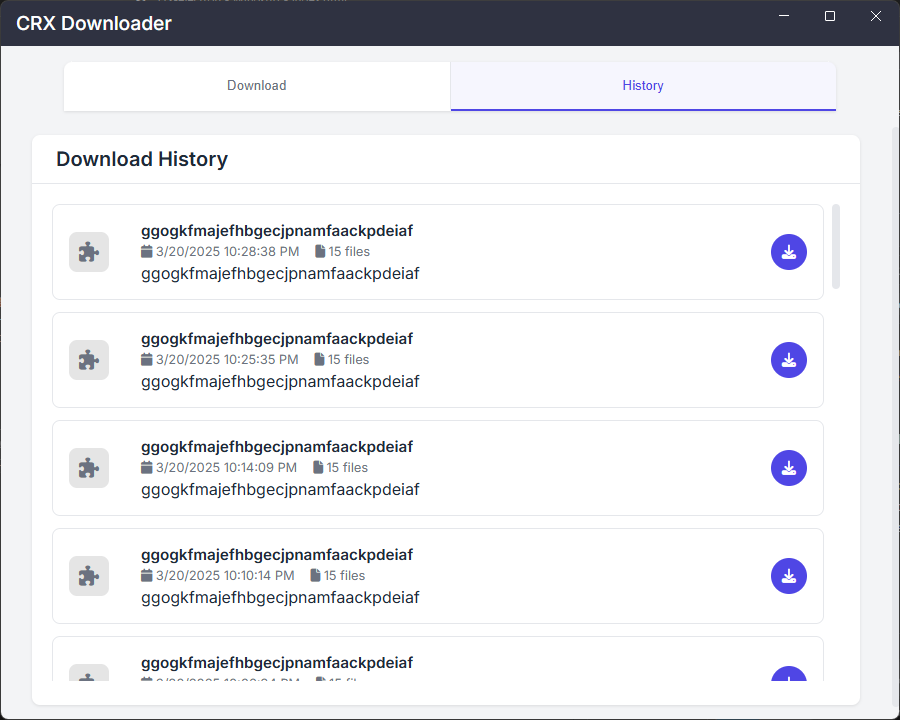 CRX Downloader
Download
History
Download History
ggogkfmajefhbgecjpnamfaackpdeiaf
3/20/2025 10:28:38 PM 15 files
ggogkfmajefhbgecjpnamfaackpdeiaf
ggogkfmajefhbgecjpnamfaackpdeiaf
3/20/2025 10:25:35 PM 15 files
ggogkfmajefhbgecjpnamfaackpdeiaf
ggogkfmajefhbgecjpnamfaackpdeiaf
3/20/2025 10:14:09 PM 15 files
ggogkfmajefhbgecjpnamfaackpdeiaf
ggogkfmajefhbgecjpnamfaackpdeiaf
3/20/2025 10:10:14 PM 15 files
ggogkfmajefhbgecjpnamfaackpdeiaf
ggogkfmajefhbgecjpnamfaackpdeiaf